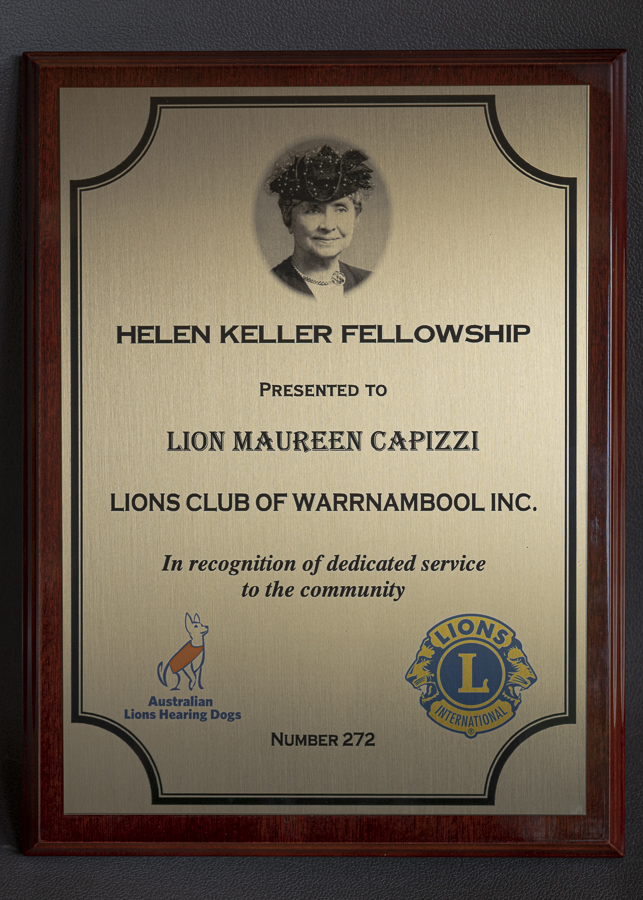 HELEN KELLER FELLOWSHIP
PRESENTED TO
LION MAUREEN CAPIZZI
LIONS CLUB OF WARRNAMBOOL INC.
In recognition of dedicated service
to the community
LIONS
L
INTERNATIONAL
®
Australian
Lions Hearing Dogs
NUMBER 272